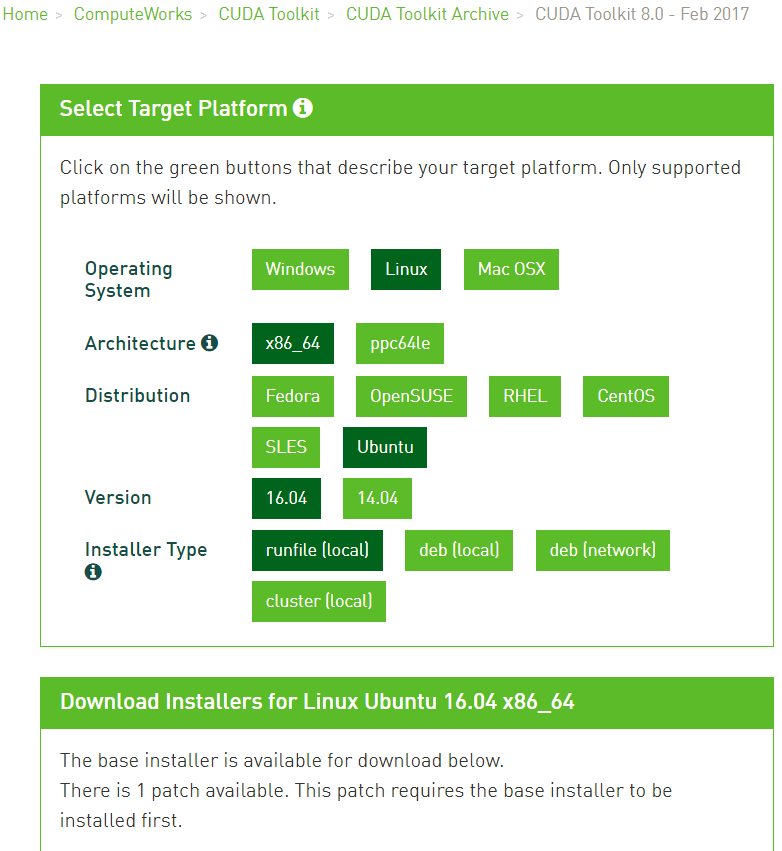 Home > ComputeWorks > CUDA Toolkit > CUDA Toolkit Archive > CUDA Toolkit 8.0 - Feb 2017
Select Target Platform
Click on the green buttons that describe your target platform. Only supported
platforms will be shown.
Operating System Windows Linux Mac OSX
Architecture x86_64 ppc64le
Distribution Fedora OpenSUSE RHEL CentOS
SLES Ubuntu
Version 16.04 14.04
Installer Type runfile (local) deb (local) deb (network)
cluster (local)
Download Installers for Linux Ubuntu 16.04 x86_64
The base installer is available for download below.
There is 1 patch available. This patch requires the base installer to be
installed first.